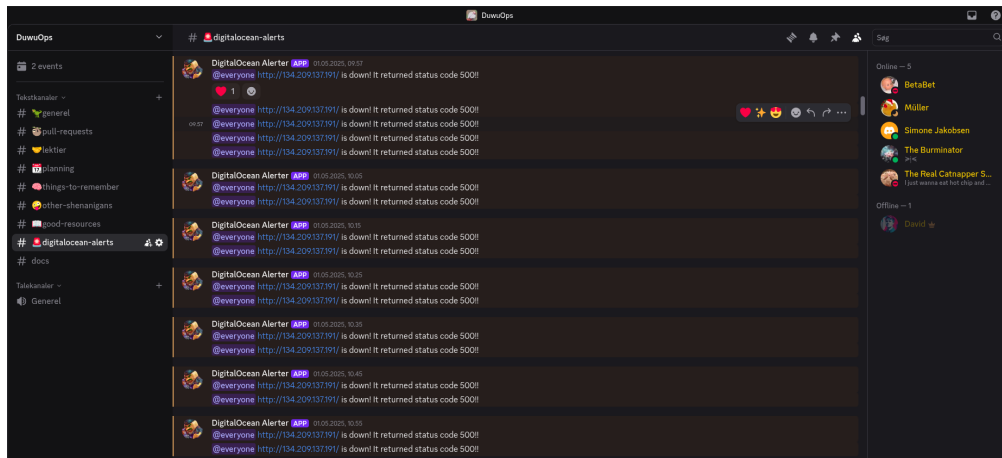 DuwuOps
DuwuOps
2 events
Tekstkanaler
# generel
# pull-requests
# lektier
# planning
# things-to-remember
# other-shenanigans
# good-resources
# digitalocean-alerts
# docs
Talekanaler
Generel
# digitalocean-alerts
Søg
DigitalOcean Alerter APP 01.05.2025, 09.57
@everyone http://134.209.137.191/ is down! It returned status code 500!!
1
@everyone http://134.209.137.191/ is down! It returned status code 500!!
09.57 @everyone http://134.209.137.191/ is down! It returned status code 500!!
@everyone http://134.209.137.191/ is down! It returned status code 500!!
@everyone http://134.209.137.191/ is down! It returned status code 500!!
DigitalOcean Alerter APP 01.05.2025, 10.05
@everyone http://134.209.137.191/ is down! It returned status code 500!!
@everyone http://134.209.137.191/ is down! It returned status code 500!!
DigitalOcean Alerter APP 01.05.2025, 10.15
@everyone http://134.209.137.191/ is down! It returned status code 500!!
@everyone http://134.209.137.191/ is down! It returned status code 500!!
DigitalOcean Alerter APP 01.05.2025, 10.25
@everyone http://134.209.137.191/ is down! It returned status code 500!!
@everyone http://134.209.137.191/ is down! It returned status code 500!!
DigitalOcean Alerter APP 01.05.2025, 10.35
@everyone http://134.209.137.191/ is down! It returned status code 500!!
@everyone http://134.209.137.191/ is down! It returned status code 500!!
DigitalOcean Alerter APP 01.05.2025, 10.45
@everyone http://134.209.137.191/ is down! It returned status code 500!!
@everyone http://134.209.137.191/ is down! It returned status code 500!!
DigitalOcean Alerter APP 01.05.2025, 10.55
@everyone http://134.209.137.191/ is down! It returned status code 500!!
@everyone http://134.209.137.191/ is down! It returned status code 500!!
Online — 5
BetaBet
Müller
Simone Jakobsen
The Burminator
The Real Catnapper S...
I just wanna eat hot chip and ...
Offline — 1
David